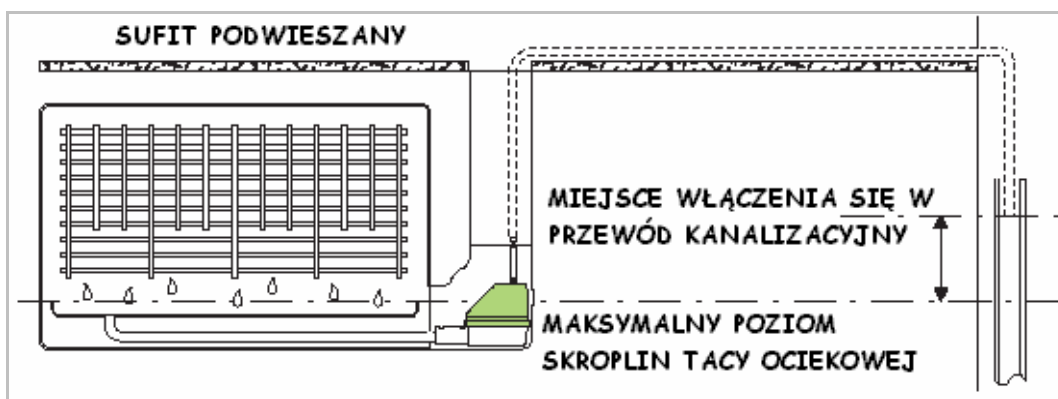 SUFIT PODWIESZANY
MIEJSCE WŁĄCZENIA SIĘ W
PRZEWÓD KANALIZACYJNY
MAKSYMALNY POZIOM
SKROPLIN TACY OCIEKOWEJ